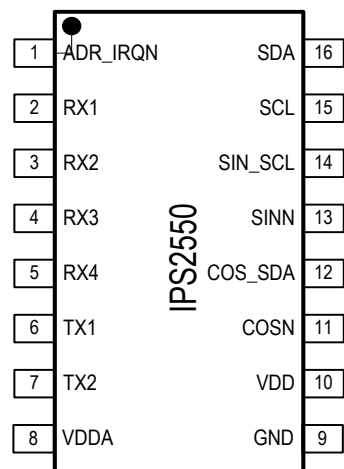 1 ADR_IRQN SDA 16
2 RX1 SCL 15
3 RX2 SIN_SCL 14
4 RX3 SINN 13
5 RX4 COS_SDA 12
6 TX1 COSN 11
7 TX2 VDD 10
8 VDDA GND 9
IPS2550